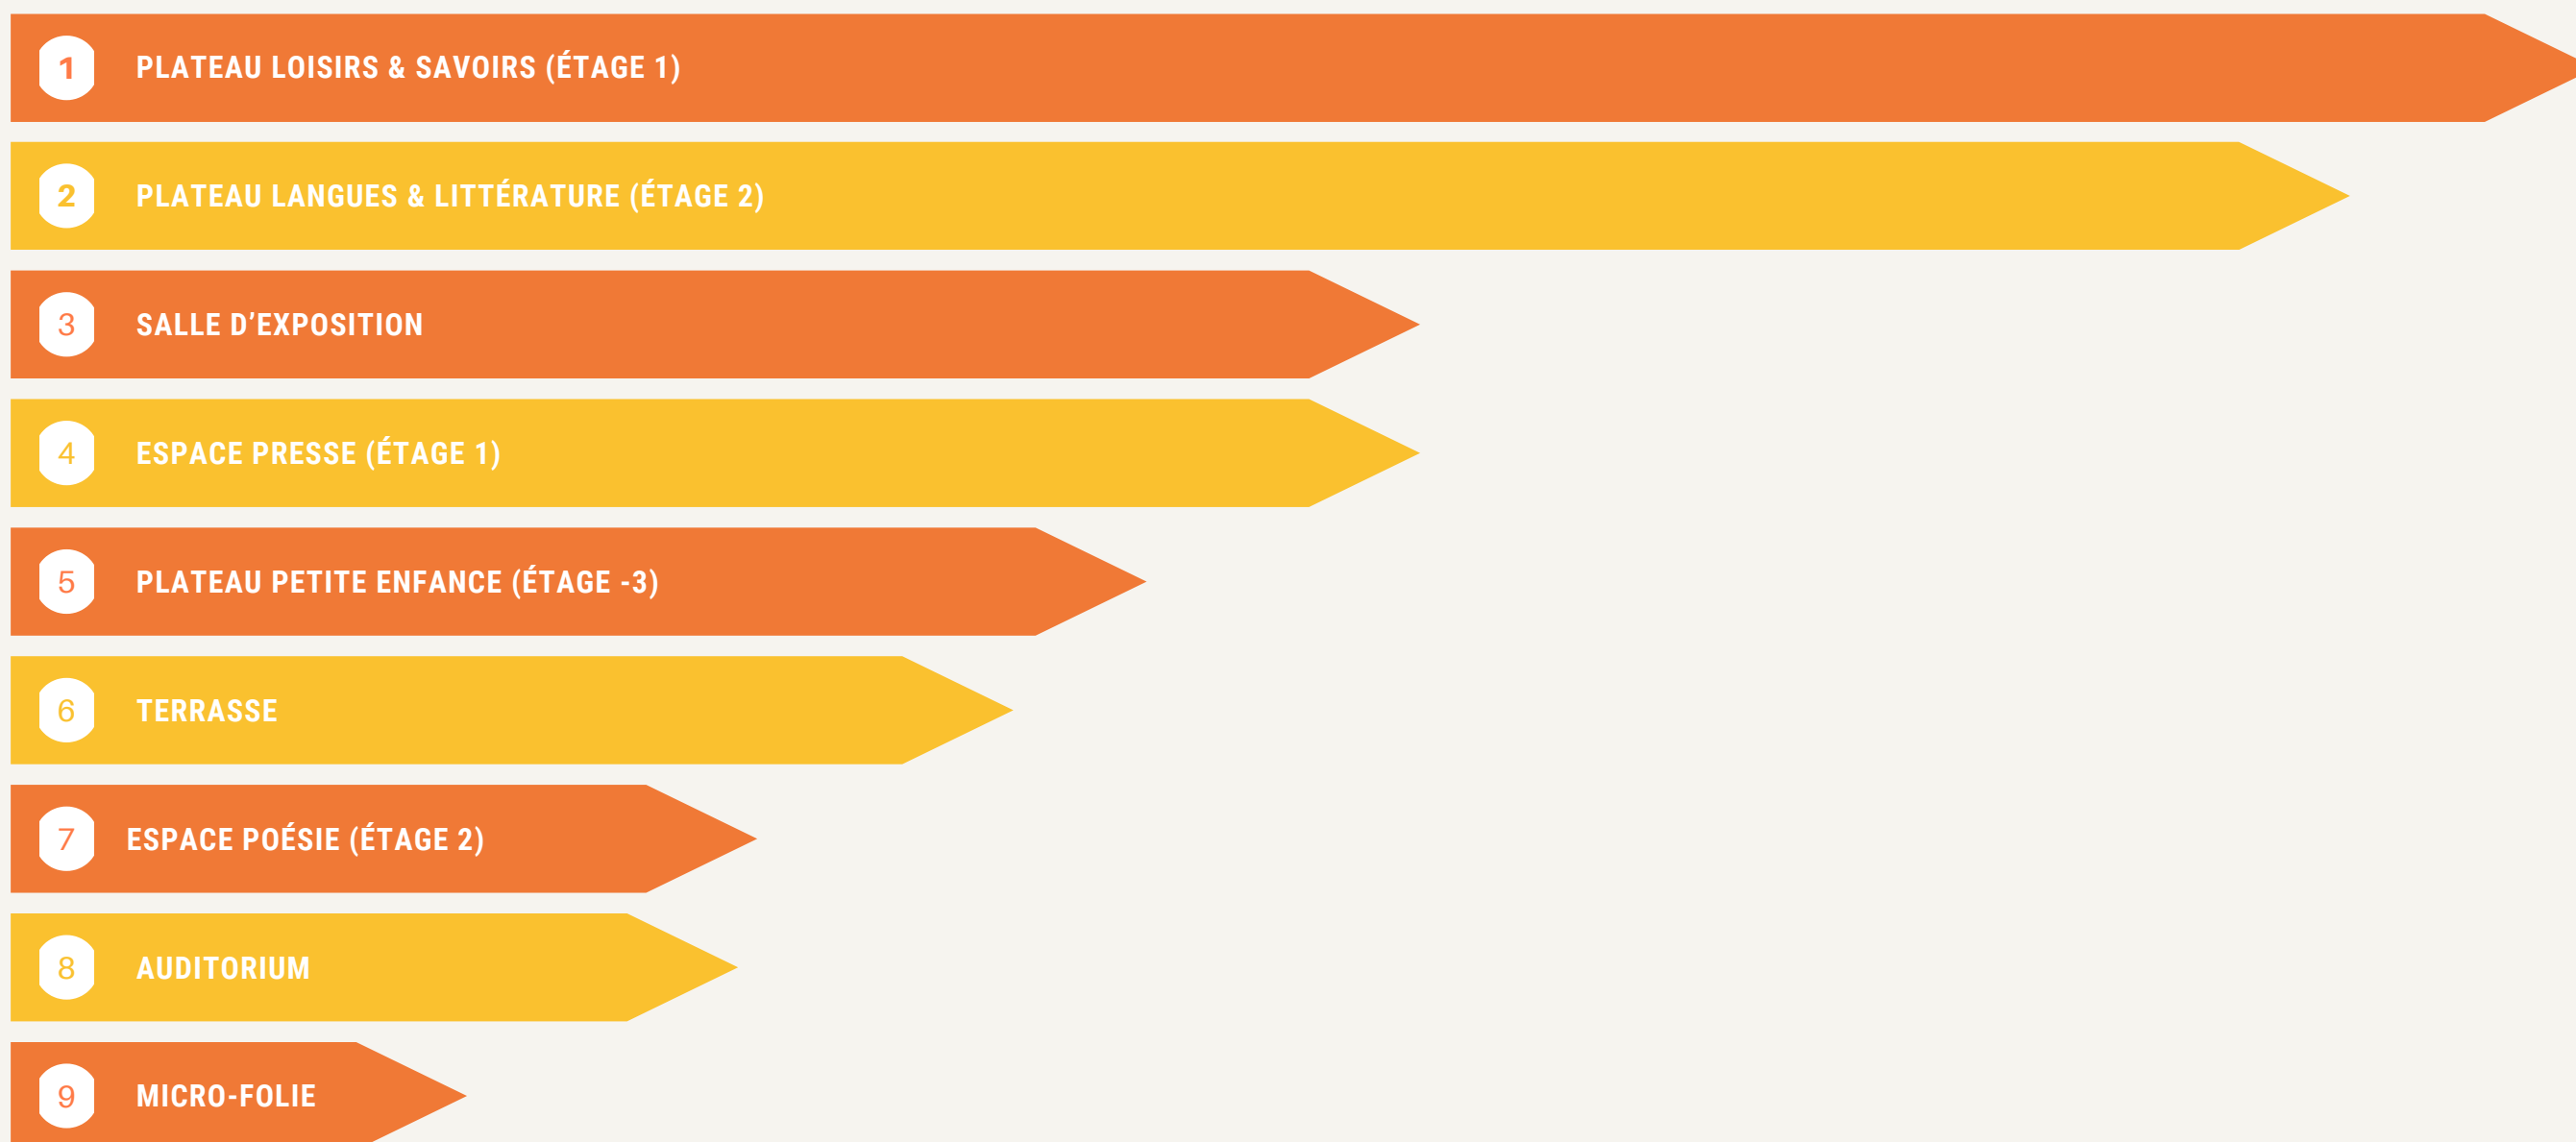 1 PLATEAU LOISIRS & SAVOIRS (ÉTAGE 1)
2 PLATEAU LANGUES & LITTÉRATURE (ÉTAGE 2)
3 SALLE D’EXPOSITION
4 ESPACE PRESSE (ÉTAGE 1)
5 PLATEAU PETITE ENFANCE (ÉTAGE -3)
6 TERRASSE
7 ESPACE POÉSIE (ÉTAGE 2)
8 AUDITORIUM
9 MICRO-FOLIE